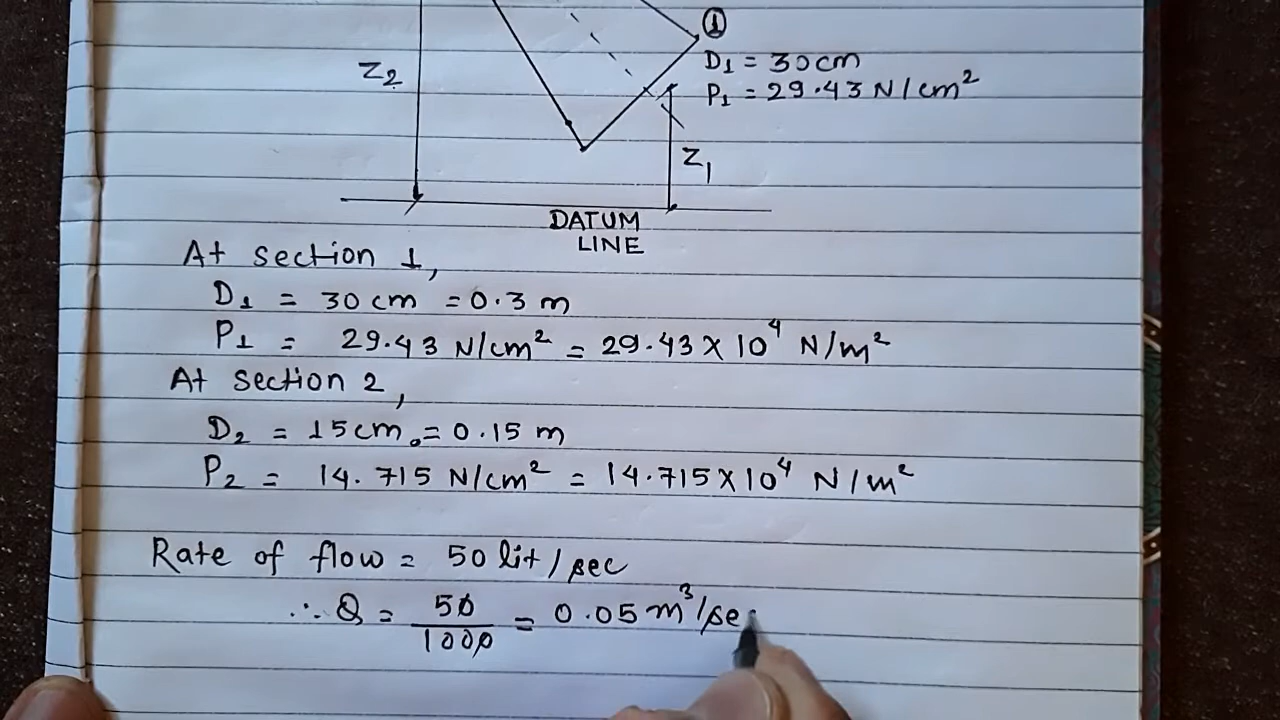 ①
D1 = 30cm
Z2
P1 = 29.43 N/cm²
Z1
DATUM
LINE
At section 1,
D1 = 30 cm = 0.3 m
P1 = 29.43 N/cm² = 29.43 × 10⁴ N/m²
At section 2,
D2 = 15cm = 0.15 m
P2 = 14.715 N/cm² = 14.715×10⁴ N/m²
Rate of flow = 50 lit/sec
∴ Q = 50/1000 = 0.05 m³/se